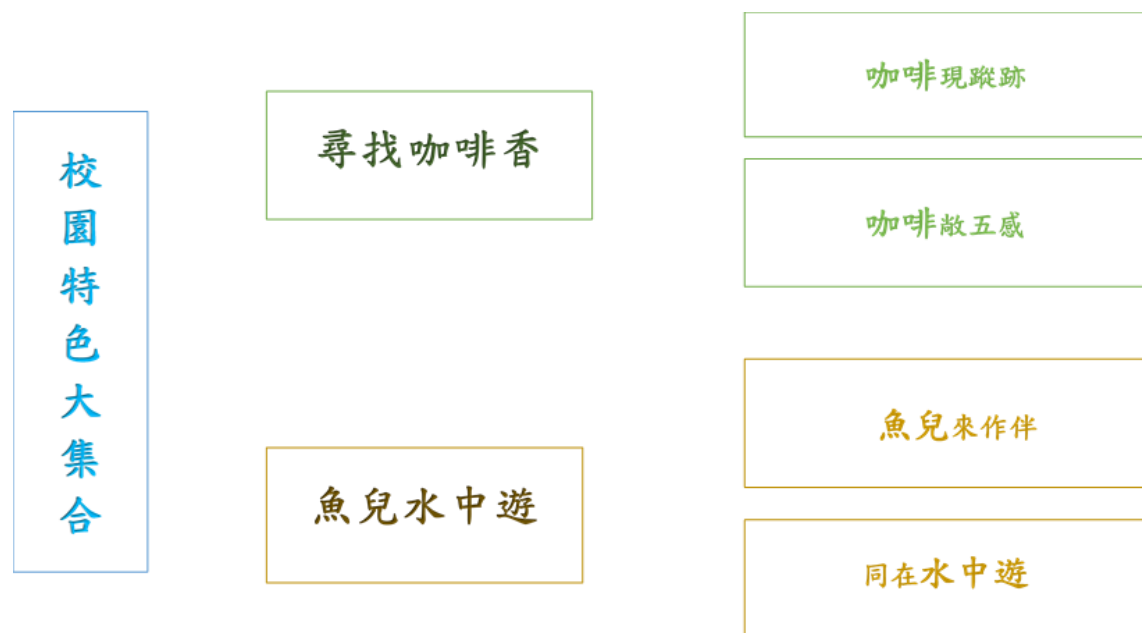 校園特色大集合
尋找咖啡香
咖啡現蹤跡
咖啡敞五感
魚兒水中遊
魚兒來作伴
同在水中遊